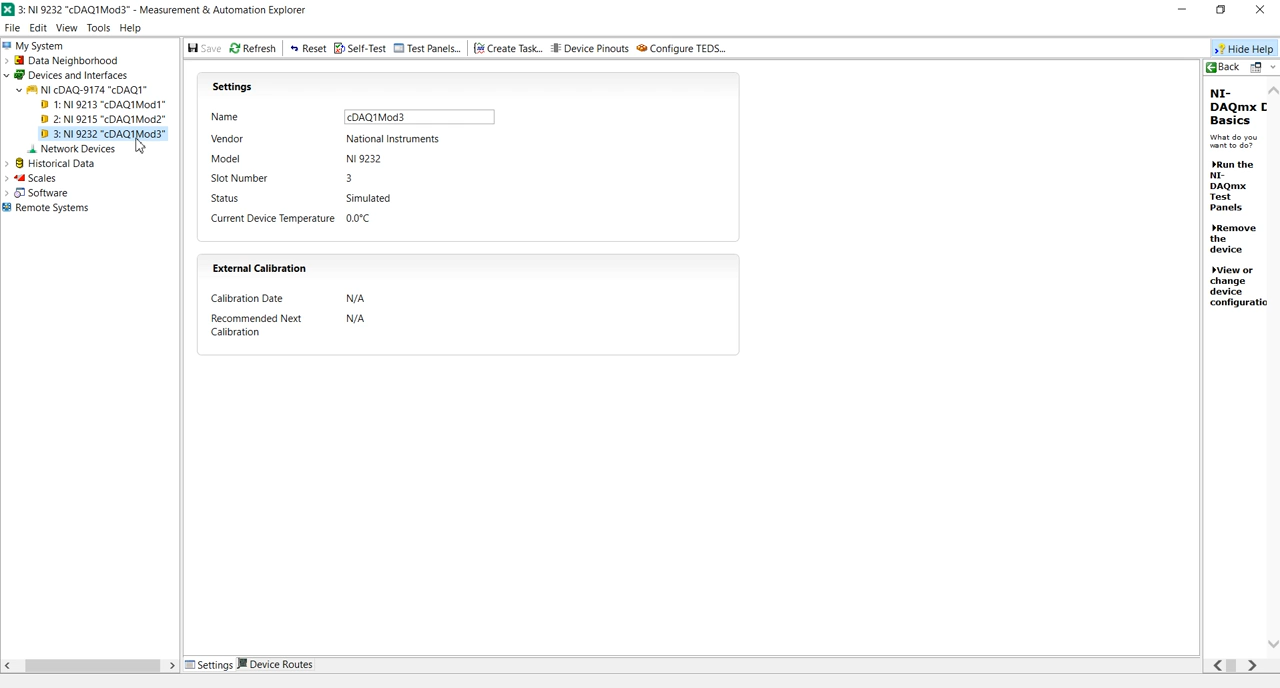 3: NI 9232 "cDAQ1Mod3" - Measurement & Automation Explorer
File Edit View Tools Help
My System
Data Neighborhood
Devices and Interfaces
NI cDAQ-9174 "cDAQ1"
1: NI 9213 "cDAQ1Mod1"
2: NI 9215 "cDAQ1Mod2"
3: NI 9232 "cDAQ1Mod3"
Network Devices
Historical Data
Scales
Software
Remote Systems
Save Refresh Reset Self-Test Test Panels... Create Task... Device Pinouts Configure TEDS... Hide Help
Settings
Name cDAQ1Mod3
Vendor National Instruments
Model NI 9232
Slot Number 3
Status Simulated
Current Device Temperature 0.0°C
External Calibration
Calibration Date N/A
Recommended Next N/A
Calibration
Settings Device Routes
Back
NI-
DAQmx
Basics
What do you
want to do?
Run the
NI-
DAQmx
Test
Panels
Remove
the
device
View or
change
device